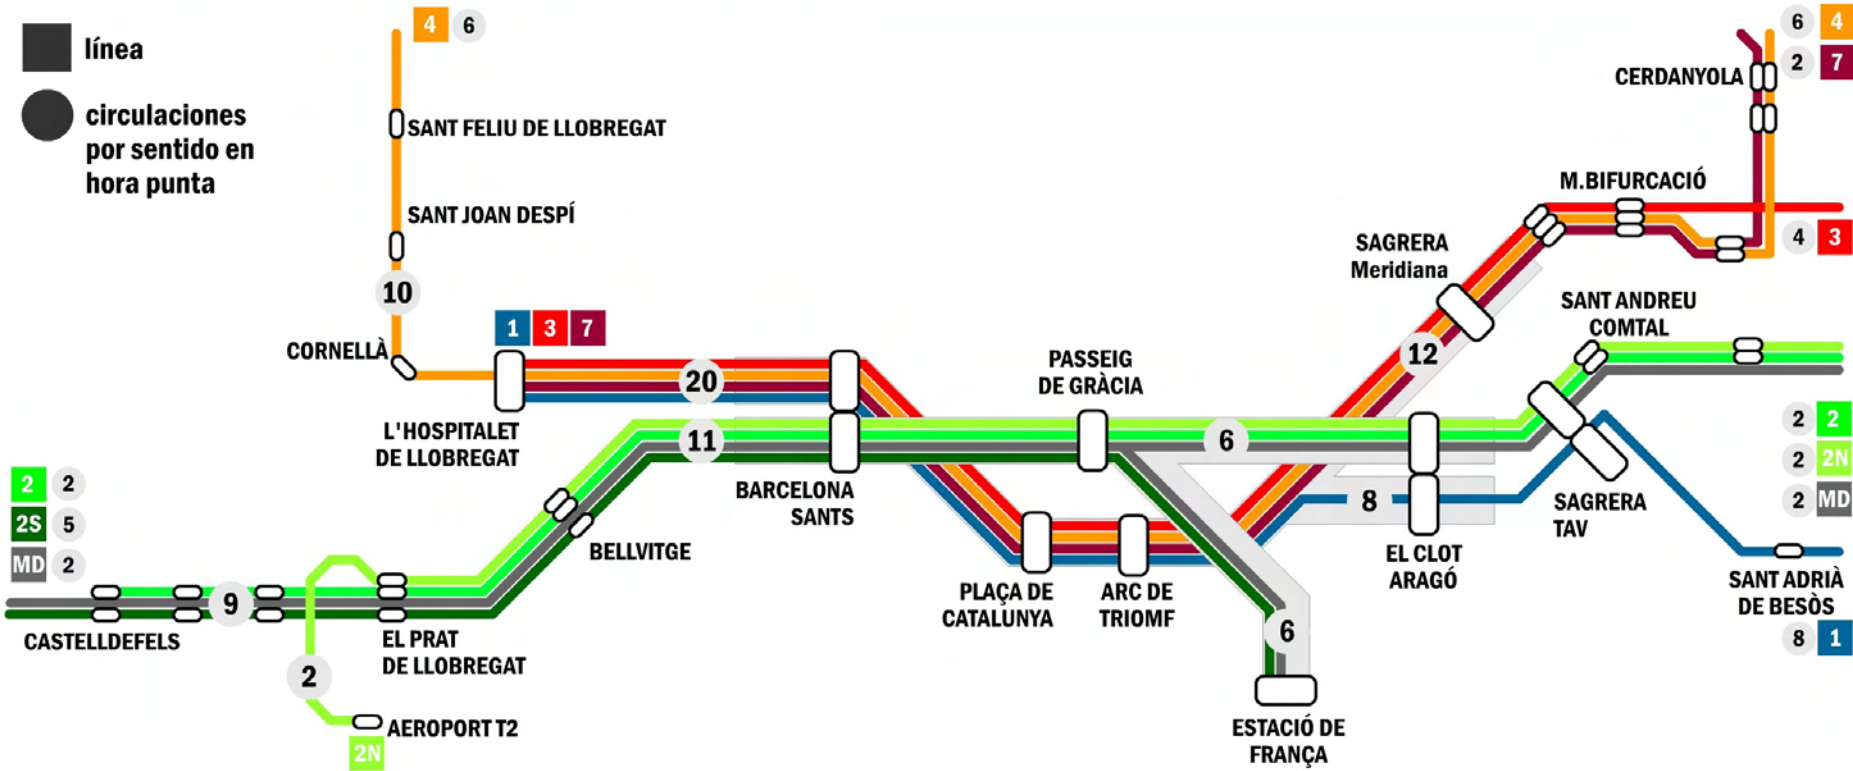 línea
circulaciones
por sentido en
hora punta
4 6
SANT FELIU DE LLOBREGAT
SANT JOAN DESPÍ
10
CORNELLÀ
1 3 7
L'HOSPITALET
DE LLOBREGAT
20
11
BARCELONA
SANTS
PASSEIG
DE GRÀCIA
6
PLAÇA DE
CATALUNYA
ARC DE
TRIOMF
6
ESTACIÓ DE
FRANÇA
8
EL CLOT
ARAGÓ
12
SAGRERA
Meridiana
M.BIFURCACIÓ
CERDANYOLA
6 4
2 7
4 3
SANT ANDREU
COMTAL
2 2
2 2N
2 MD
SAGRERA
TAV
SANT ADRIÀ
DE BESÒS
8 1
2 2
2S 5
MD 2
CASTELLDEFELS
9
BELLVITGE
EL PRAT
DE LLOBREGAT
2
AEROPORT T2
2N